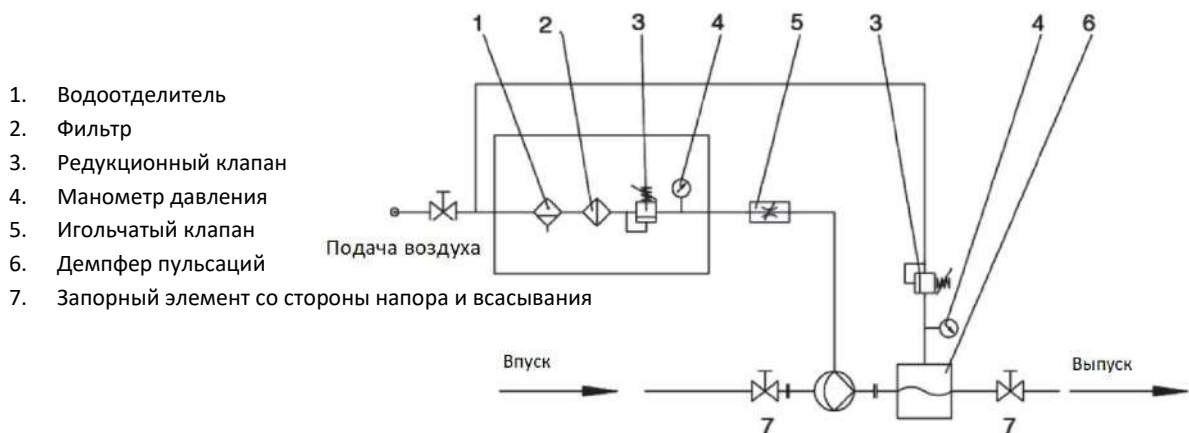 1 2 3 4 5 3 4 6
1. Водоотделитель
2. Фильтр
3. Редукционный клапан
4. Манометр давления
5. Игольчатый клапан
6. Демпфер пульсаций
7. Запорный элемент со стороны напора и всасывания
Подача воздуха
Впуск
Выпуск
7 7